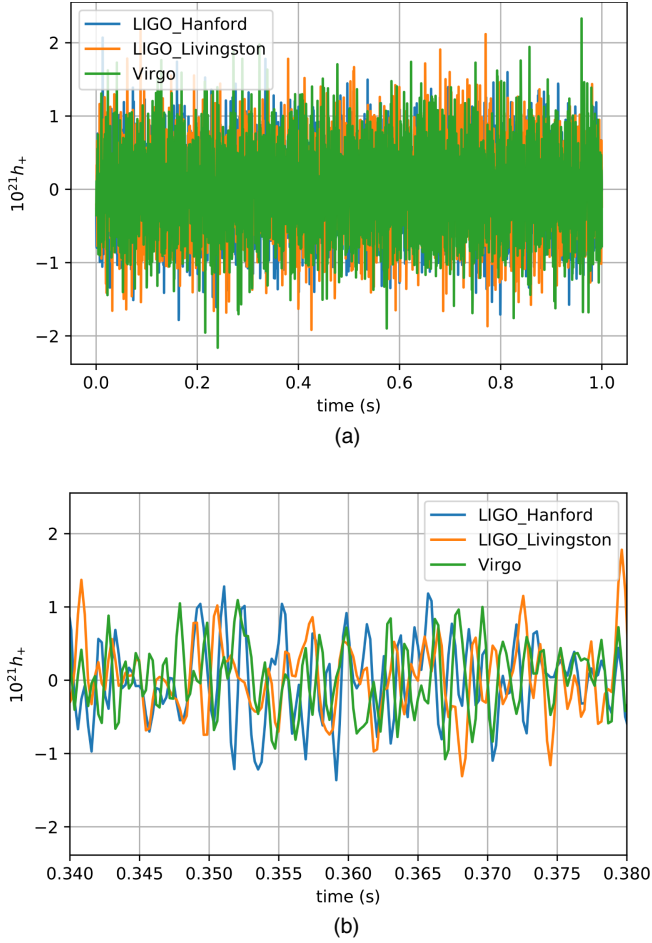 LIGO_Hanford
LIGO_Livingston
Virgo
2
1
0
−1
−2
10²¹h₊
0.0 0.2 0.4 0.6 0.8 1.0
time (s)
(a)
LIGO_Hanford
LIGO_Livingston
Virgo
2
1
0
−1
−2
10²¹h₊
0.340 0.345 0.350 0.355 0.360 0.365 0.370 0.375 0.380
time (s)
(b)